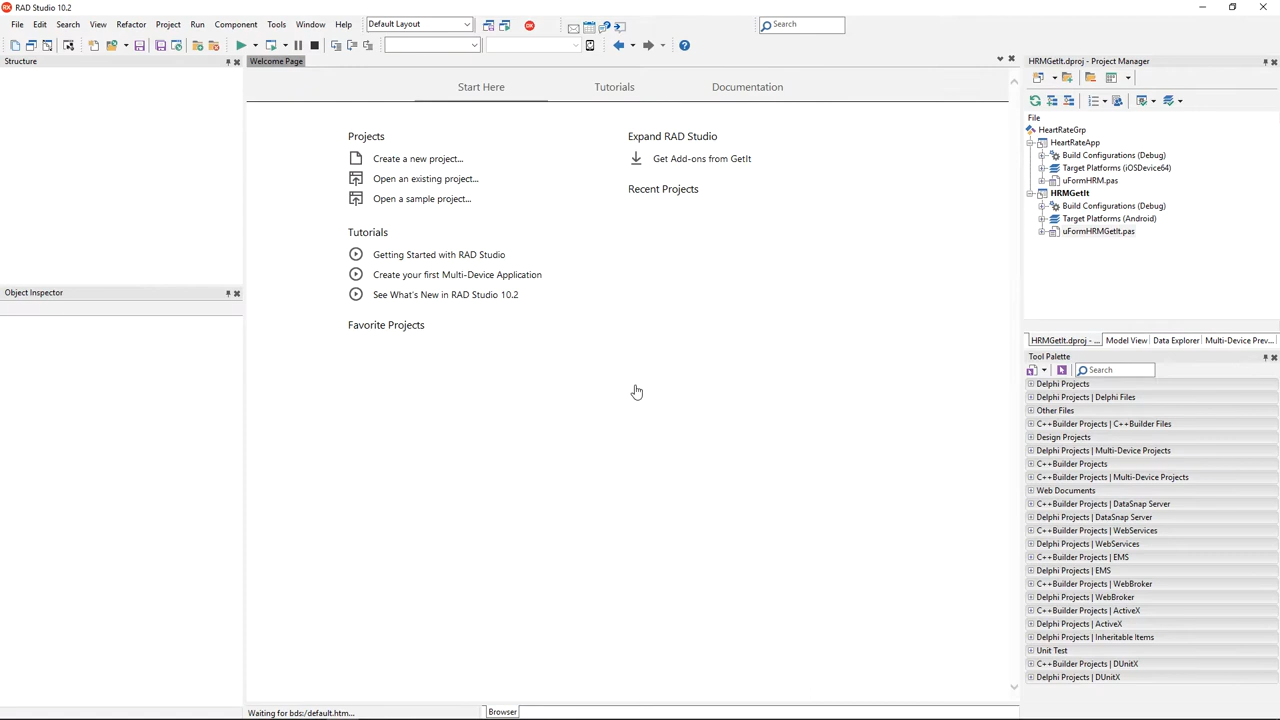 RX RAD Studio 10.2
File Edit Search View Refactor Project Run Component Tools Window Help Default Layout Search
Structure
Welcome Page
HRMGetIt.dproj - Project Manager
Start Here Tutorials Documentation
File
HeartRateGrp
HeartRateApp
Build Configurations (Debug)
Target Platforms (iOSDevice64)
uFormHRM.pas
HRMGetIt
Build Configurations (Debug)
Target Platforms (Android)
uFormHRMGetIt.pas
Projects
Create a new project...
Open an existing project...
Open a sample project...
Tutorials
Getting Started with RAD Studio
Create your first Multi-Device Application
See What's New in RAD Studio 10.2
Favorite Projects
Expand RAD Studio
Get Add-ons from GetIt
Recent Projects
Object Inspector
HRMGetIt.dproj - ... Model View Data Explorer Multi-Device Prev...
Tool Palette
Search
Delphi Projects
Delphi Projects | Delphi Files
Other Files
C++Builder Projects | C++Builder Files
Design Projects
Delphi Projects | Multi-Device Projects
C++Builder Projects
C++Builder Projects | Multi-Device Projects
Web Documents
C++Builder Projects | DataSnap Server
Delphi Projects | DataSnap Server
C++Builder Projects | WebServices
Delphi Projects | WebServices
C++Builder Projects | EMS
Delphi Projects | EMS
C++Builder Projects | WebBroker
Delphi Projects | WebBroker
C++Builder Projects | ActiveX
Delphi Projects | ActiveX
Delphi Projects | Inheritable Items
Unit Test
C++Builder Projects | DUnitX
Delphi Projects | DUnitX
Waiting for bds:/default.htm...
Browser